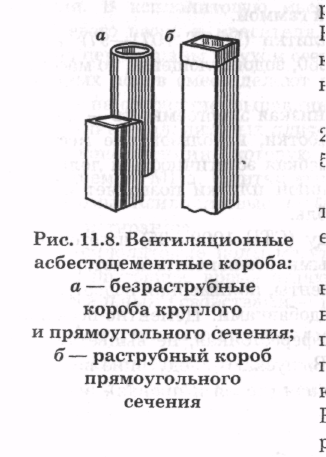 а
б
Рис. 11.8. Вентиляционные
асбестоцементные короба:
а — безраструбные
короба круглого
и прямоугольного сечения;
б — раструбный короб
прямоугольного
сечения